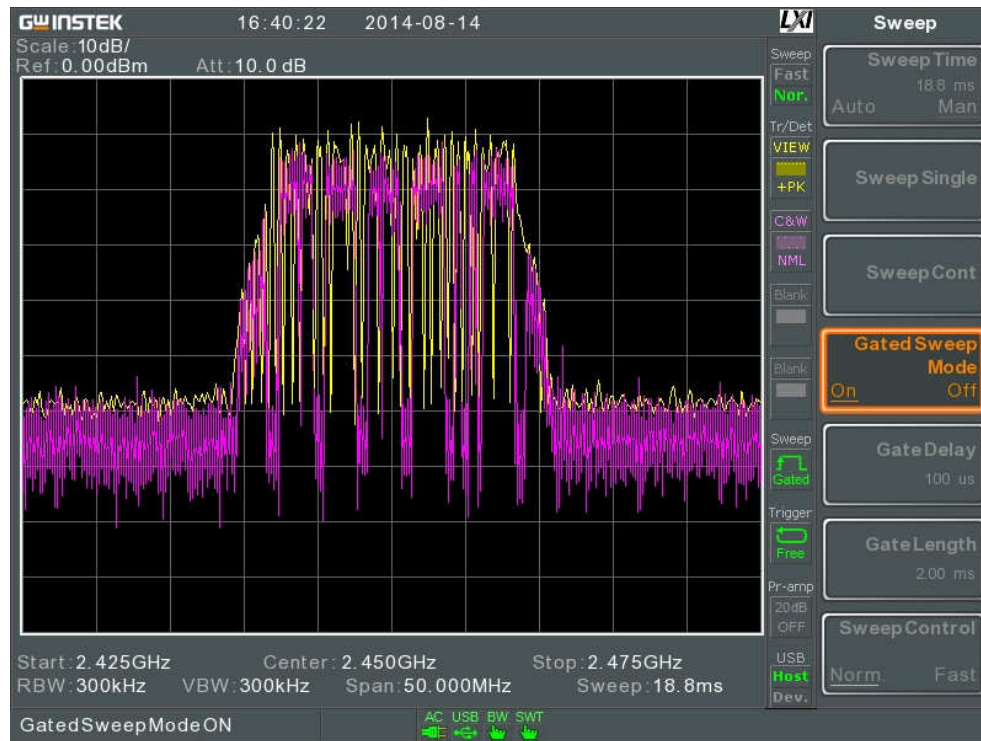 GWINSTEK 16:40:22 2014-08-14 LXI
Scale:10dB/
Ref:0.00dBm Att:10.0 dB
Sweep
Fast
Nor.
Tr/Det
VIEW
+PK
C&W
NML
Blank
Blank
Sweep
Gated
Trigger
Free
Pr-amp
20dB
OFF
USB
Host
Dev.
Sweep
Sweep Time
18.8 ms
Auto Man
Sweep Single
Sweep Cont
Gated Sweep
Mode
On Off
Gate Delay
100 us
Gate Length
2.00 ms
Sweep Control
Norm. Fast
Start:2.425GHz Center:2.450GHz Stop:2.475GHz
RBW:300kHz VBW:300kHz Span:50.000MHz Sweep:18.8ms
GatedSweepModeON
AC USB BW SWT